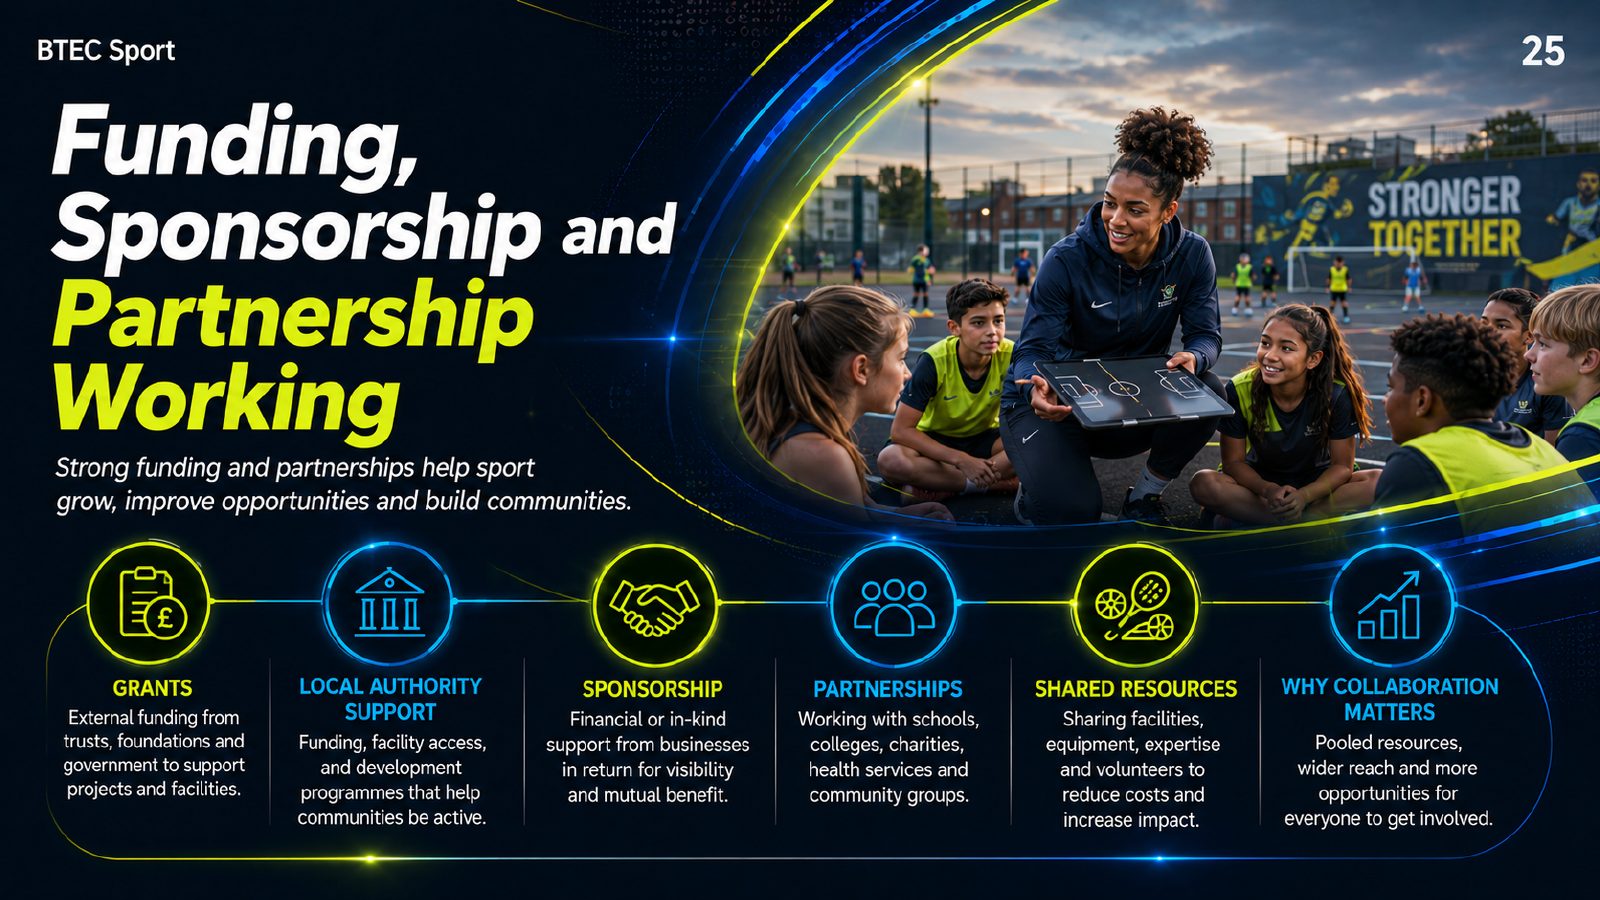 BTEC Sport
25
Funding,
Sponsorship and
Partnership
Working
Strong funding and partnerships help sport
grow, improve opportunities and build communities.
STRONGER
TOGETHER
£
GRANTS
External funding from
trusts, foundations and
government to support
projects and facilities.
LOCAL AUTHORITY
SUPPORT
Funding, facility access,
and development
programmes that help
communities be active.
SPONSORSHIP
Financial or in-kind
support from businesses
in return for visibility
and mutual benefit.
PARTNERSHIPS
Working with schools,
colleges, charities,
health services and
community groups.
SHARED RESOURCES
Sharing facilities,
equipment, expertise
and volunteers to
reduce costs and
increase impact.
WHY COLLABORATION
MATTERS
Pooled resources,
wider reach and more
opportunities for
everyone to get involved.